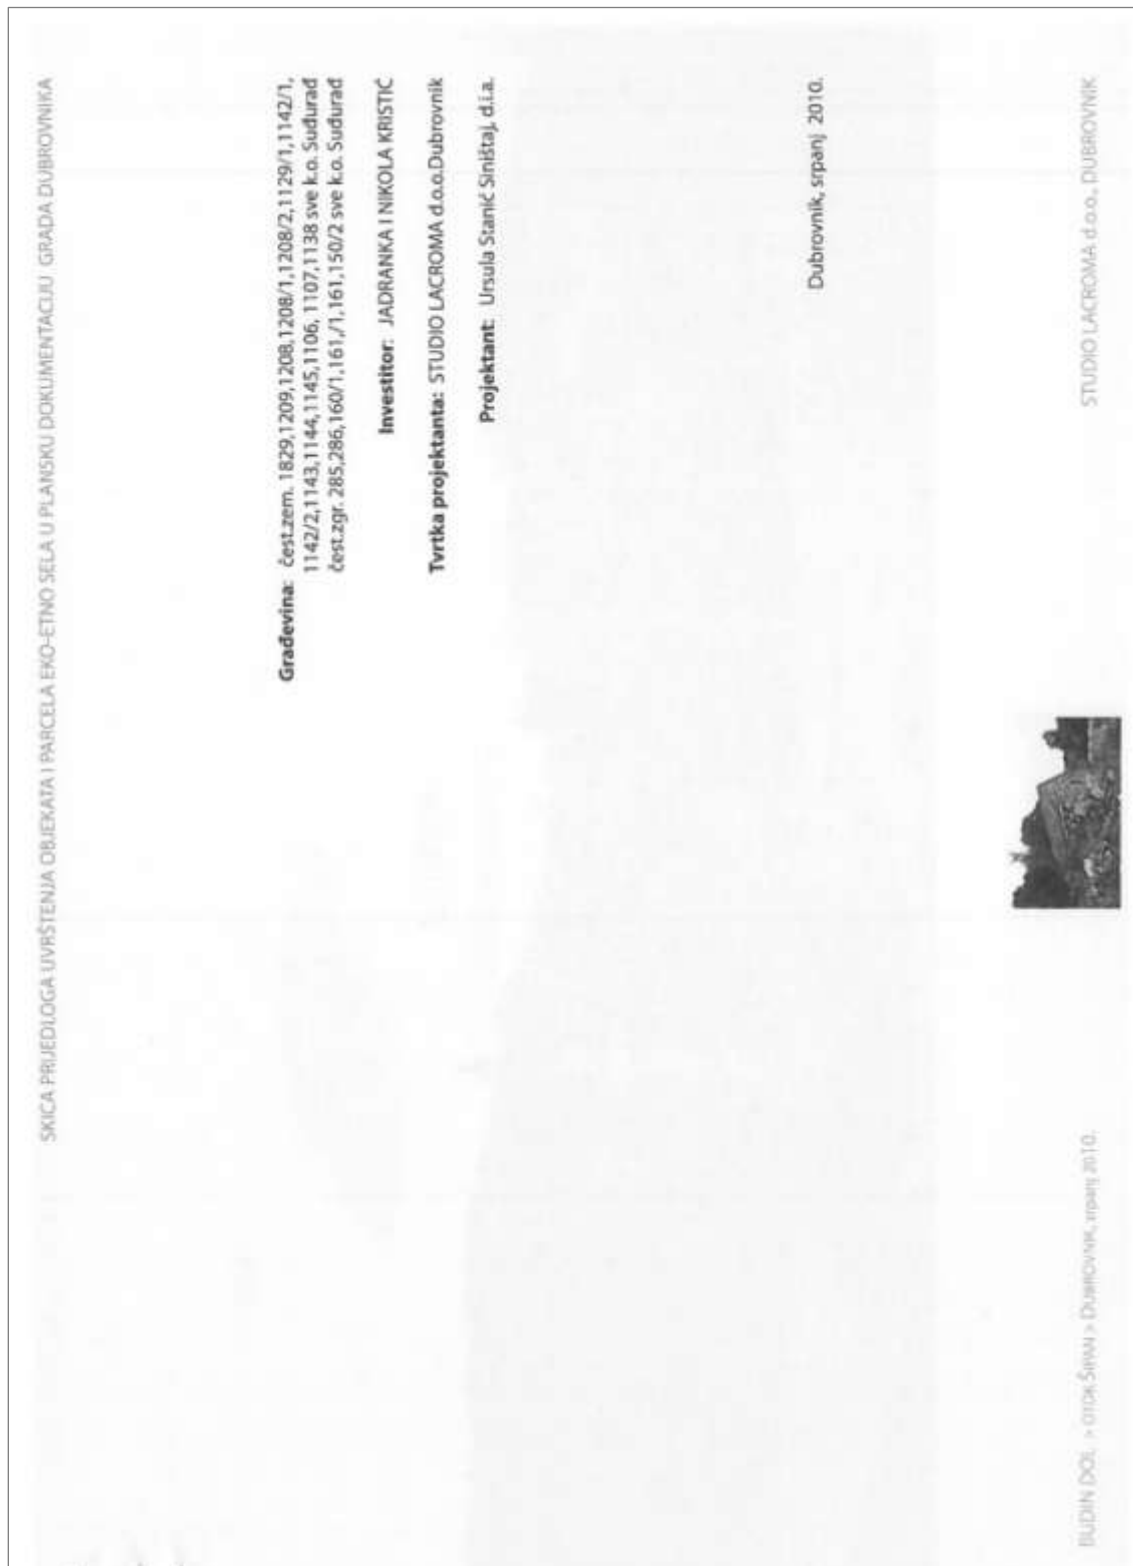 SKICA PRIJEDLOGA UVRŠTENJA OBJEKATA I PARCELA EKO-ETNO SELA U PLANSKU DOKUMENTACIJU GRADA DUBROVNIKA
Građevina: čest.zem. 1829,1209,1208,1208/1,1208/2,1129/1,1142/1,
1142/2,1143,1144,1145,1106, 1107,1138 sve k.o. Suđurađ
čest.zgr. 285,286,160/1,161,/1,161,150/2 sve k.o. Suđurađ
Investitor: JADRANKA I NIKOLA KRISTIĆ
Tvrtka projektanta: STUDIO LACROMA d.o.o.Dubrovnik
Projektant: Ursula Stanić Siništaj, d.i.a.
Dubrovnik, srpanj 2010.
BUDIN DOL > OTOK ŠIPAN > DUBROVNIK, srpanj 2010.
STUDIO LACROMA d.o.o., DUBROVNIK